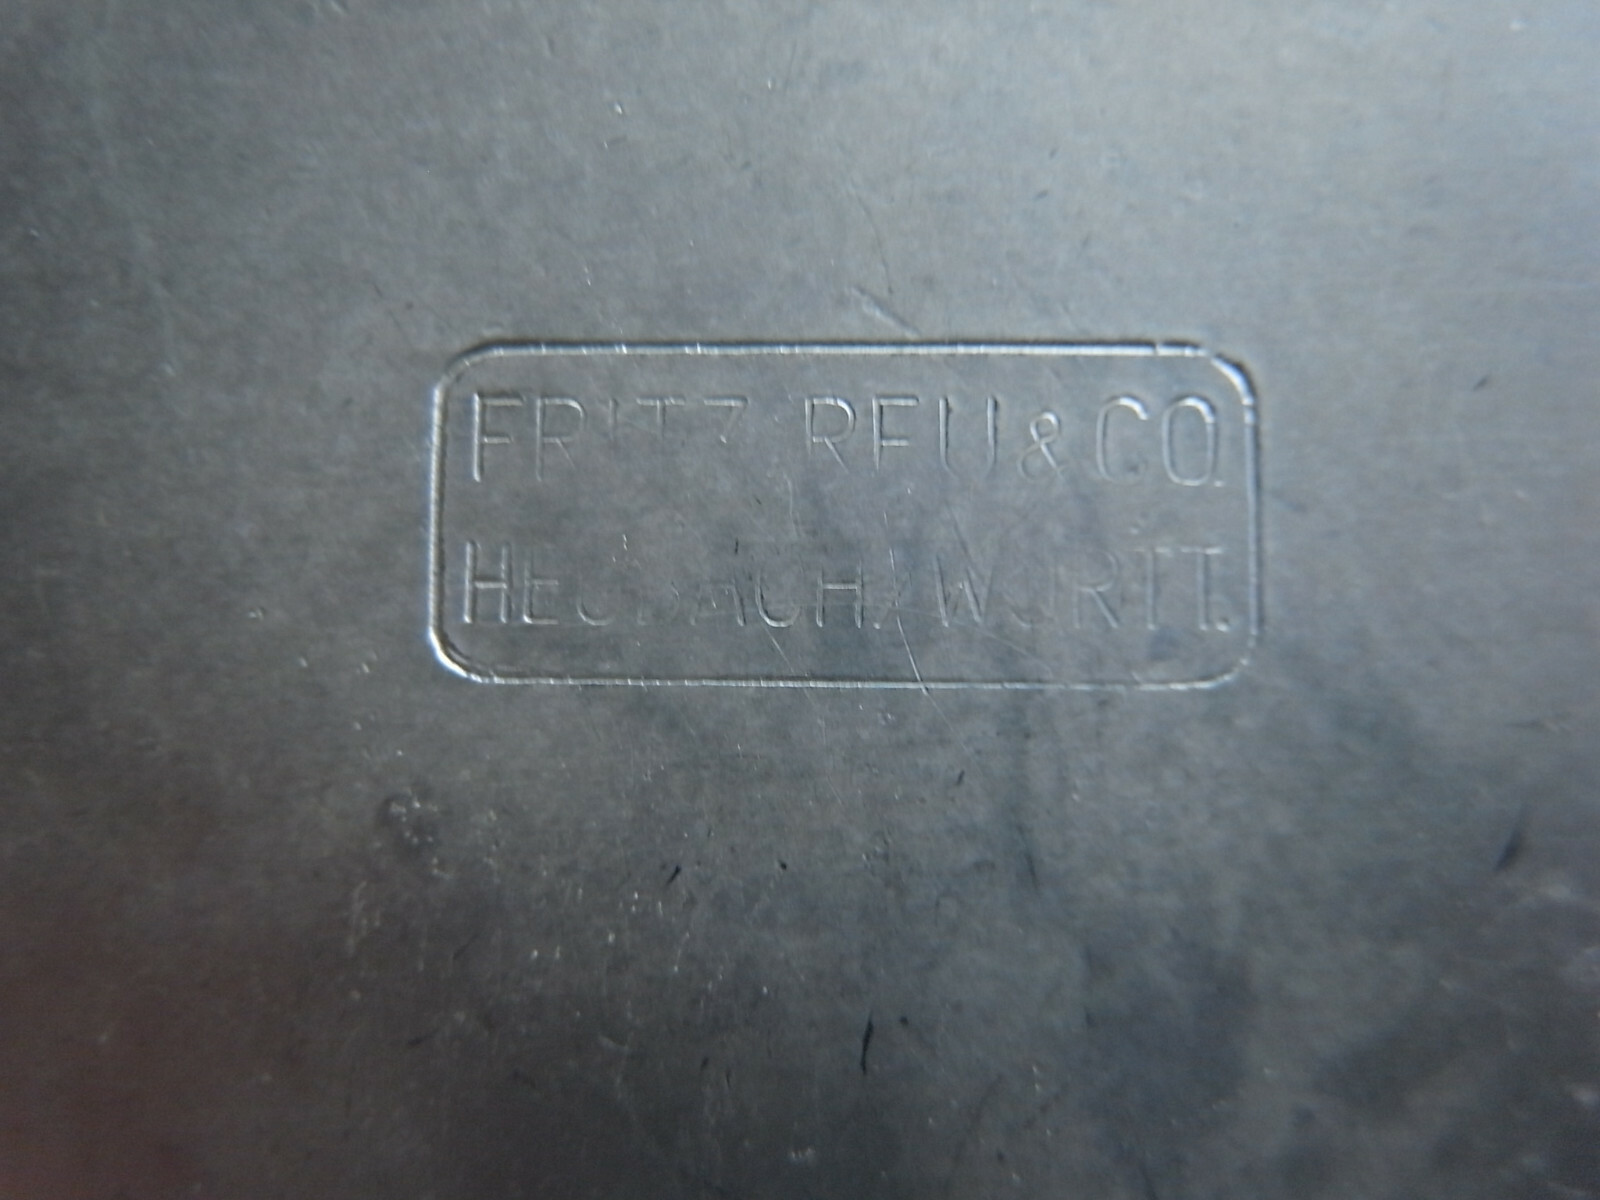 FRITZ REU & CO.
HEUBACH/WÜRTT.